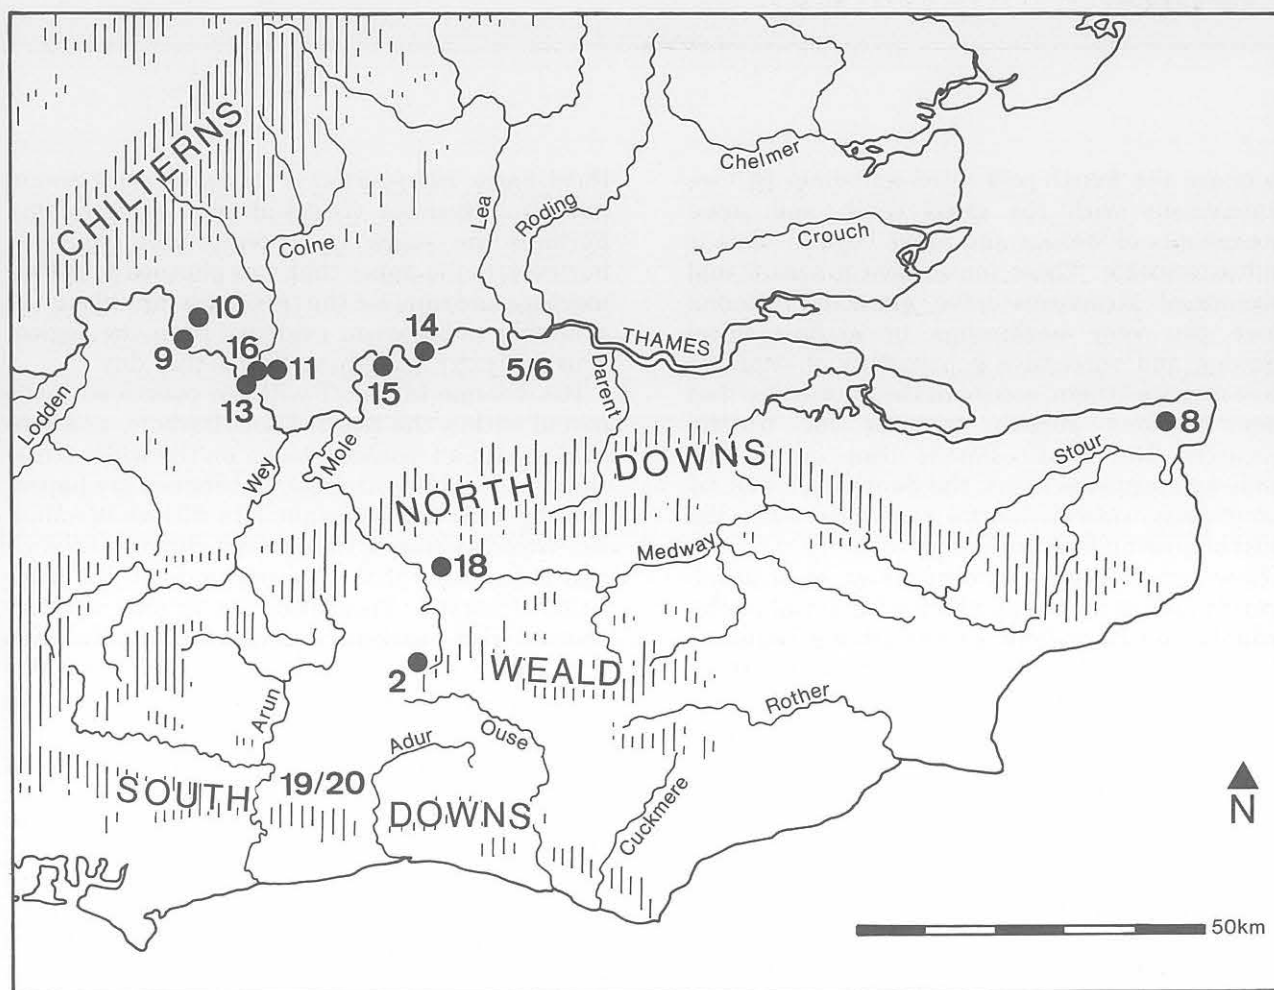 CHILTERNS
Colne
Lea
Roding
Chelmer
Crouch
10
9
16
11
13
14
15
5/6
THAMES
Darent
Lodden
Wey
Mole
NORTH
DOWNS
Stour
8
Medway
18
2
WEALD
Arun
Adur
Ouse
Rother
Cuckmere
SOUTH
19/20
DOWNS
N
50km